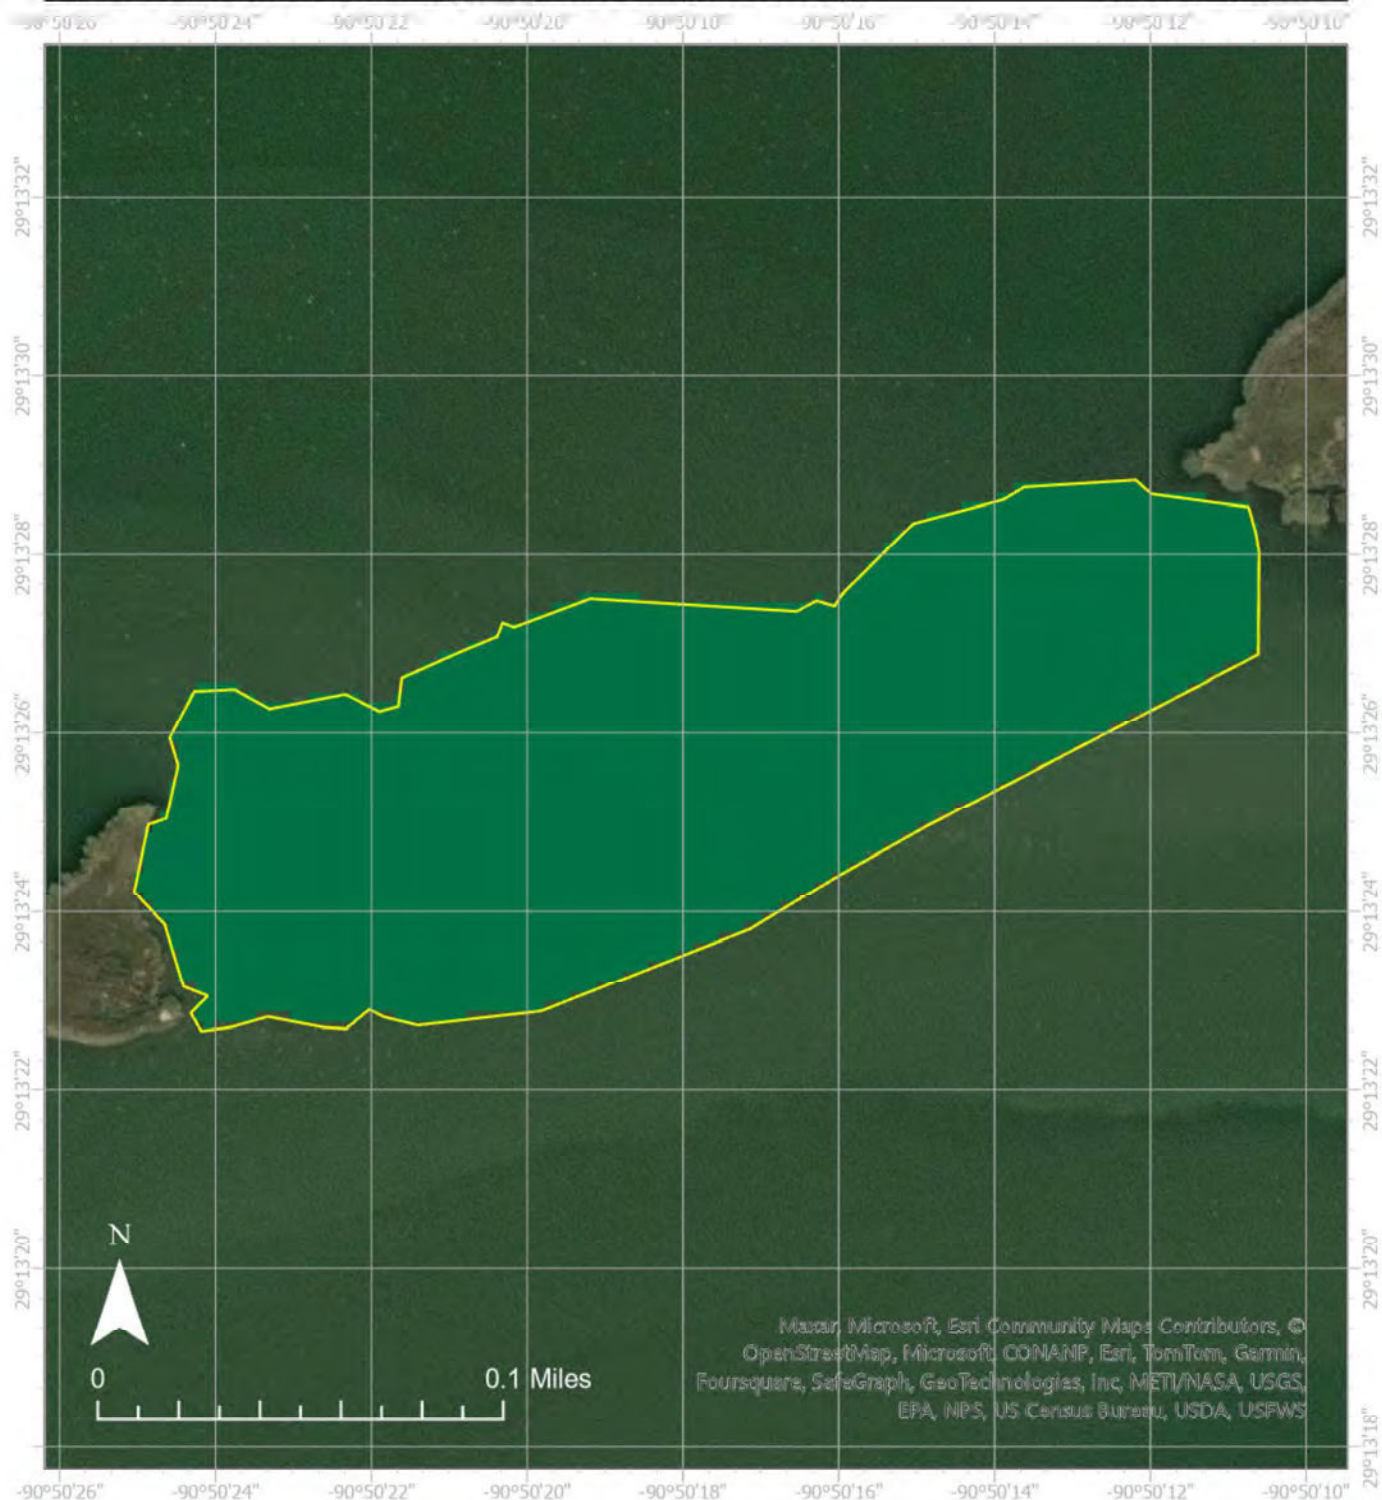 -90°50'26" -90°50'24" -90°50'22" -90°50'20" -90°50'18" -90°50'16" -90°50'14" -90°50'12" -90°50'10"
29°13'32" 29°13'32"
29°13'30" 29°13'30"
29°13'28" 29°13'28"
29°13'26" 29°13'26"
29°13'24" 29°13'24"
29°13'22" 29°13'22"
29°13'20" 29°13'20"
N
Maxar, Microsoft, Esri Community Maps Contributors, ©
OpenStreetMap, Microsoft, CONANP, Esri, TomTom, Garmin,
0 0.1 Miles
Foursquare, SafeGraph, GeoTechnologies, Inc, METI/NASA, USGS,
EPA, NPS, US Census Bureau, USDA, USFWS
29°13'18"
-90°50'26" -90°50'24" -90°50'22" -90°50'20" -90°50'18" -90°50'16" -90°50'14" -90°50'12" -90°50'10"